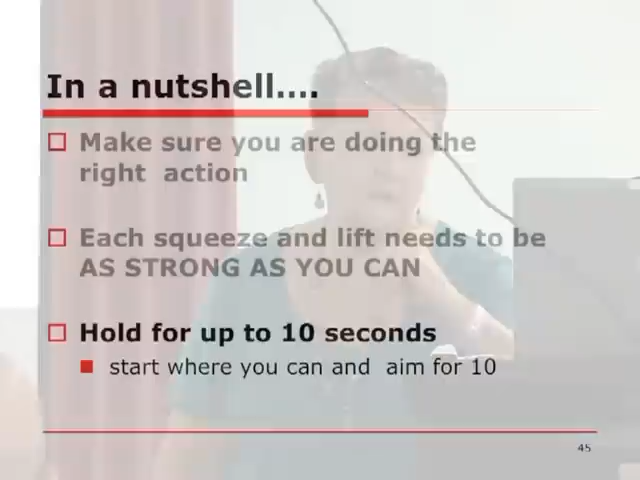 In a nutshell....
Make sure you are doing the
right action
Each squeeze and lift needs to be
AS STRONG AS YOU CAN
Hold for up to 10 seconds
start where you can and aim for 10
45